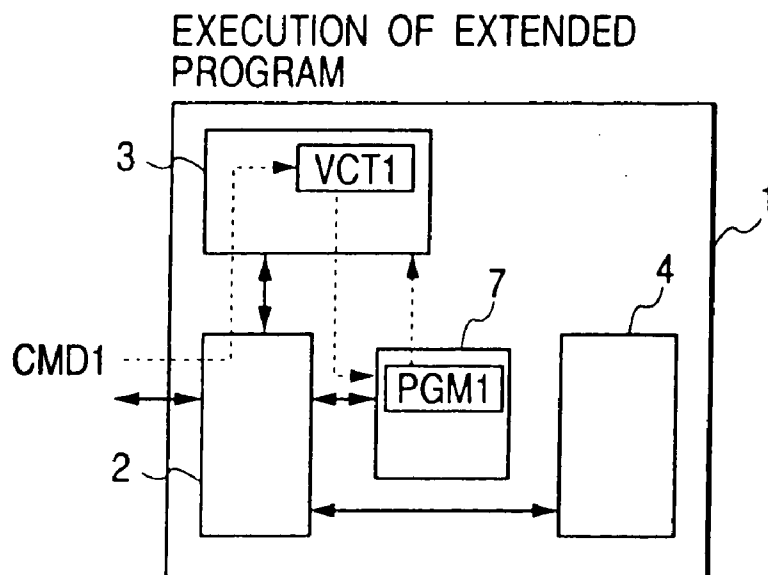 EXECUTION OF EXTENDED
PROGRAM
3
VCT1
1
7
4
CMD1
PGM1
2